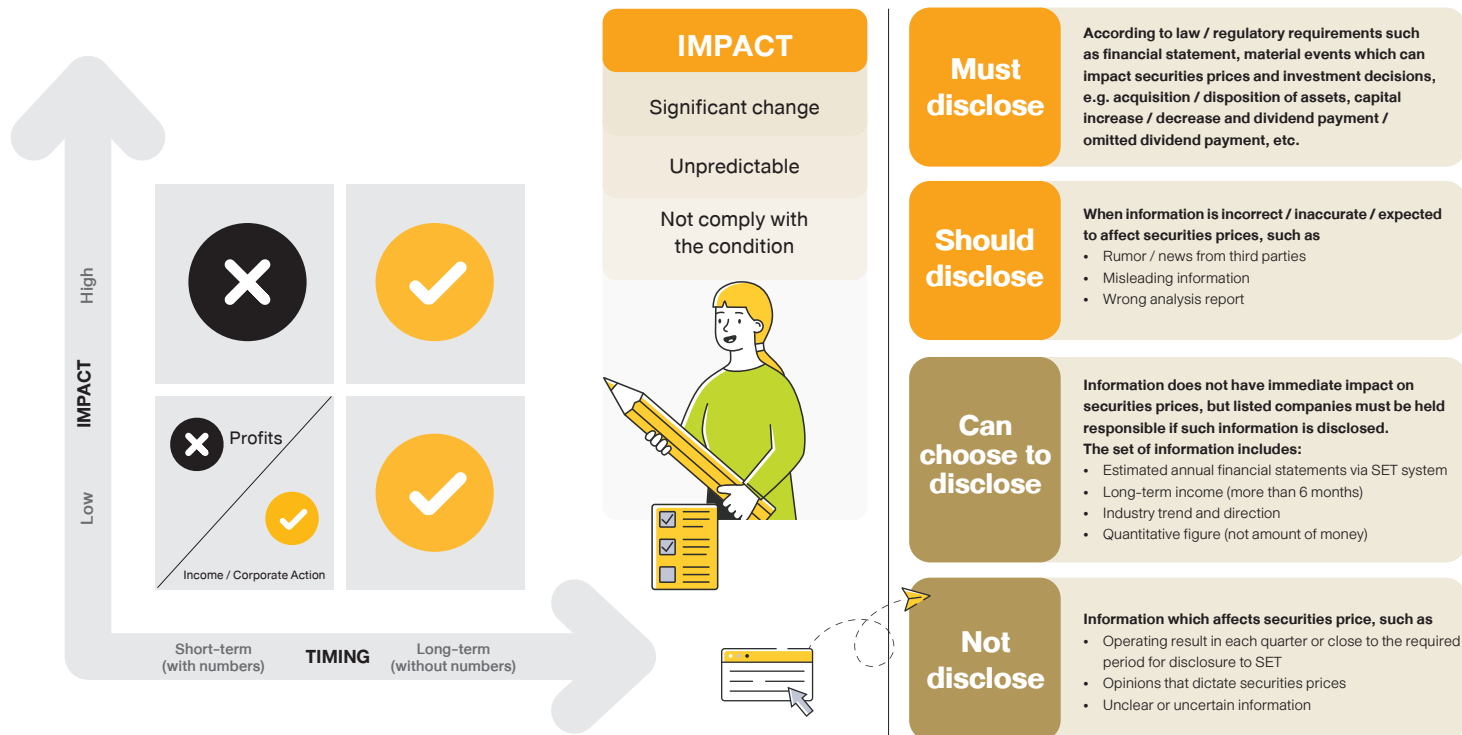 High
IMPACT
Low
Profits
Income / Corporate Action
Short-term
(with numbers)
TIMING
Long-term
(without numbers)
IMPACT
Significant change
Unpredictable
Not comply with
the condition
Must
disclose
According to law / regulatory requirements such
as financial statement, material events which can
impact securities prices and investment decisions,
e.g. acquisition / disposition of assets, capital
increase / decrease and dividend payment /
omitted dividend payment, etc.
Should
disclose
When information is incorrect / inaccurate / expected
to affect securities prices, such as
• Rumor / news from third parties
• Misleading information
• Wrong analysis report
Can
choose to
disclose
Information does not have immediate impact on
securities prices, but listed companies must be held
responsible if such information is disclosed.
The set of information includes:
• Estimated annual financial statements via SET system
• Long-term income (more than 6 months)
• Industry trend and direction
• Quantitative figure (not amount of money)
Not
disclose
Information which affects securities price, such as
• Operating result in each quarter or close to the required
period for disclosure to SET
• Opinions that dictate securities prices
• Unclear or uncertain information